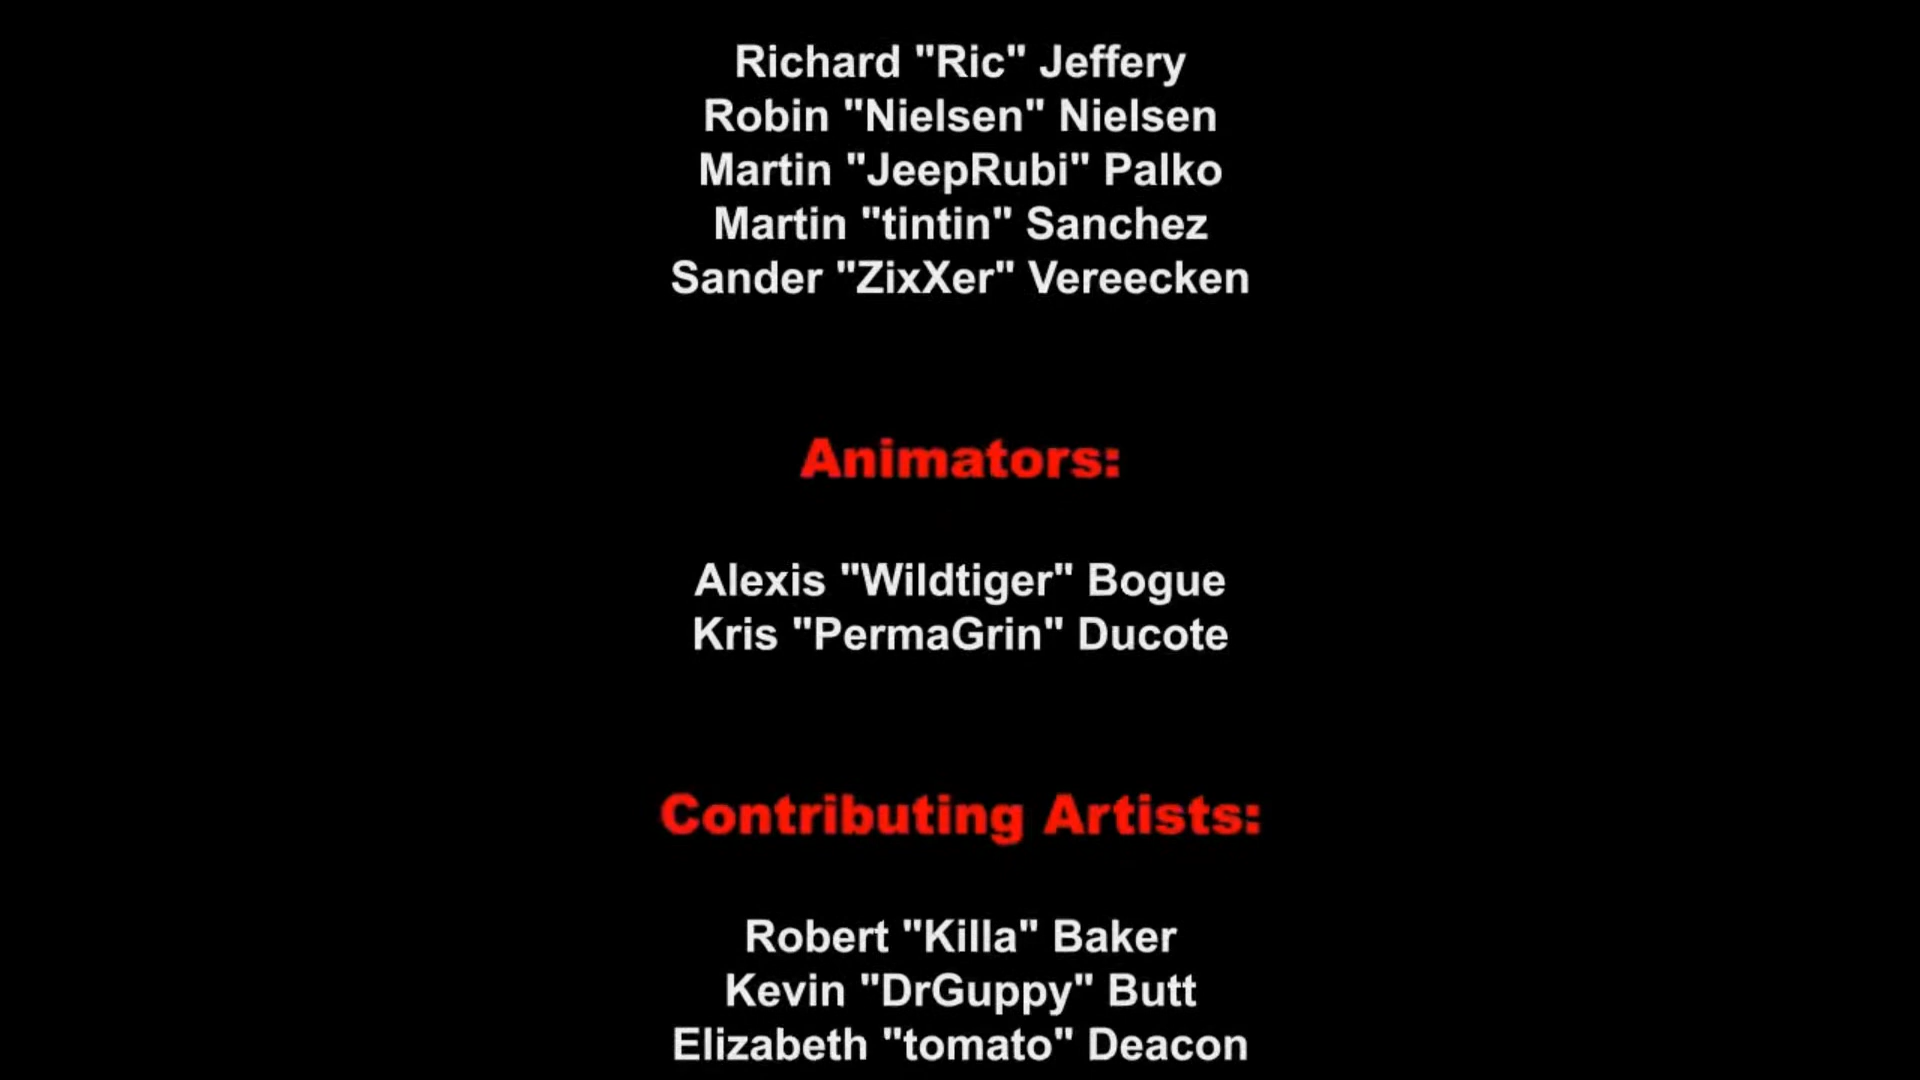 Richard "Ric" Jeffery
Robin "Nielsen" Nielsen
Martin "JeepRubi" Palko
Martin "tintin" Sanchez
Sander "ZixXer" Vereecken
Animators:
Alexis "Wildtiger" Bogue
Kris "PermaGrin" Ducote
Contributing Artists:
Robert "Killa" Baker
Kevin "DrGuppy" Butt
Elizabeth "tomato" Deacon